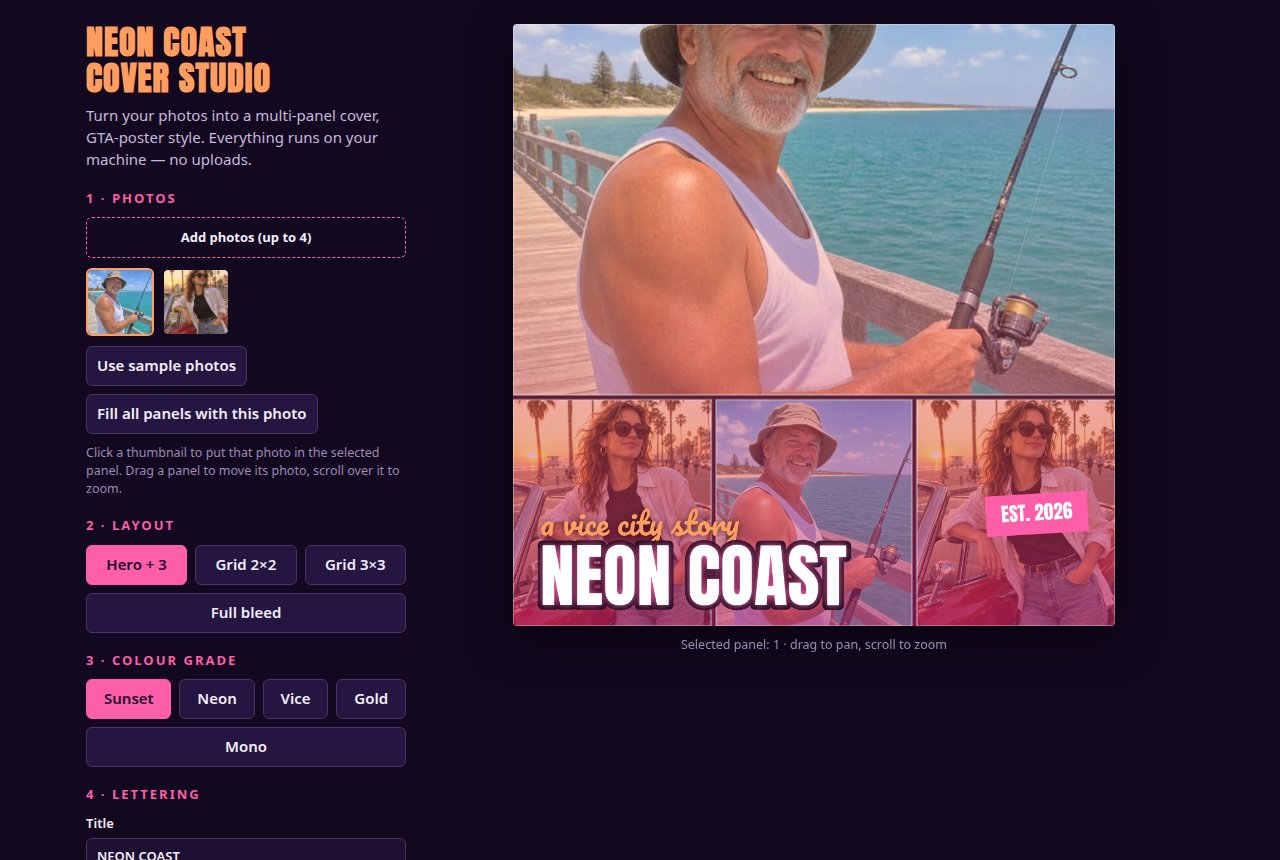 NEON COAST
COVER STUDIO
Turn your photos into a multi-panel cover,
GTA-poster style. Everything runs on your
machine — no uploads.
1 · PHOTOS
Add photos (up to 4)
Use sample photos
Fill all panels with this photo
Click a thumbnail to put that photo in the selected
panel. Drag a panel to move its photo, scroll over it to
zoom.
2 · LAYOUT
Hero + 3
Grid 2×2
Grid 3×3
Full bleed
3 · COLOUR GRADE
Sunset
Neon
Vice
Gold
Mono
4 · LETTERING
Title
NEON COAST
EST. 2026
a vice city story
NEON COAST
Selected panel: 1 · drag to pan, scroll to zoom